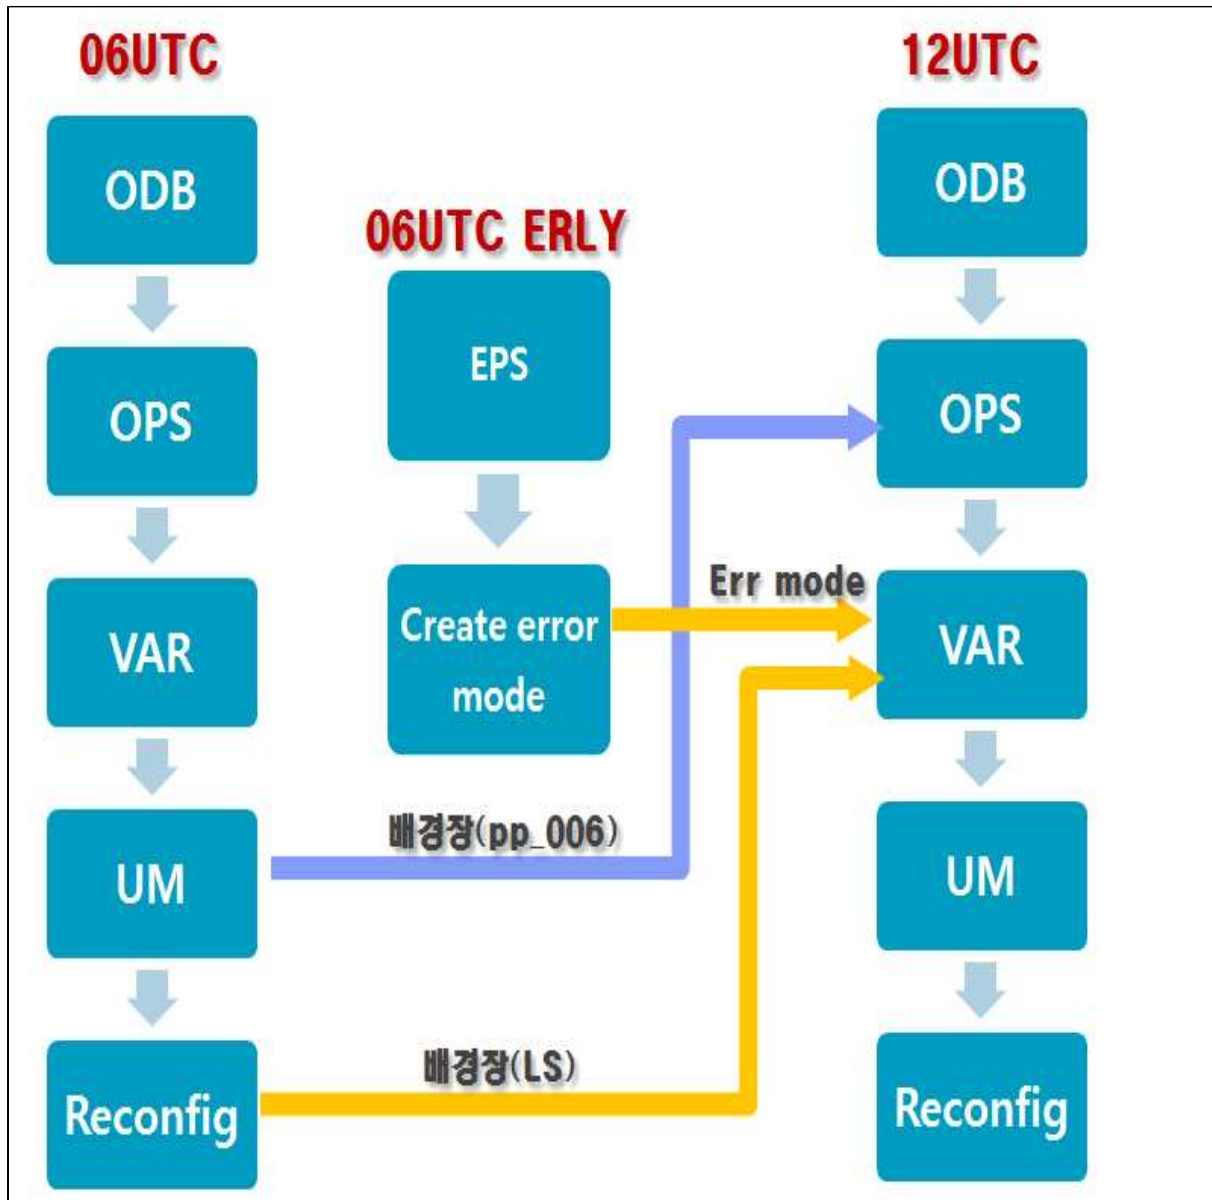 06UTC
ODB
OPS
VAR
UM
Reconfig
06UTC ERLY
EPS
Create error
mode
Err mode
배경장(pp_006)
배경장(LS)
12UTC
ODB
OPS
VAR
UM
Reconfig